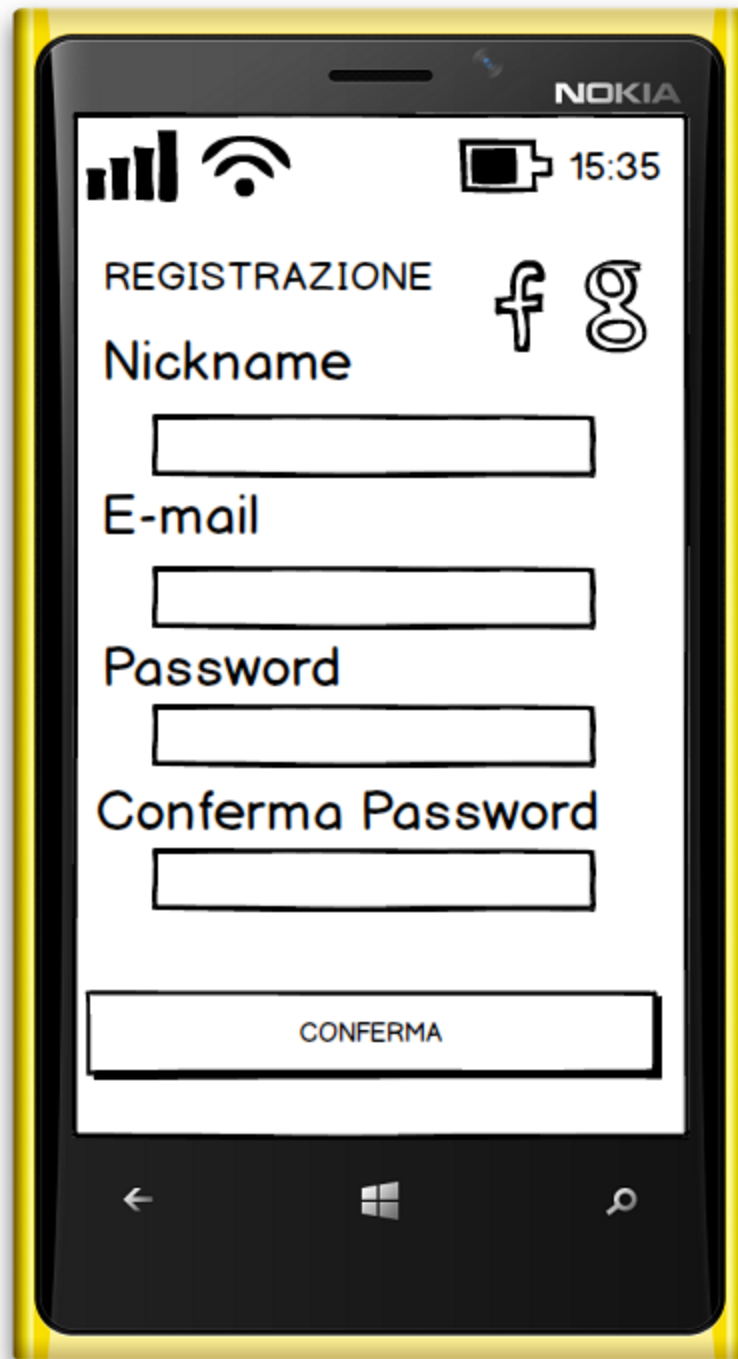 NOKIA
15:35
REGISTRAZIONE
f g
Nickname
E-mail
Password
Conferma Password
CONFERMA